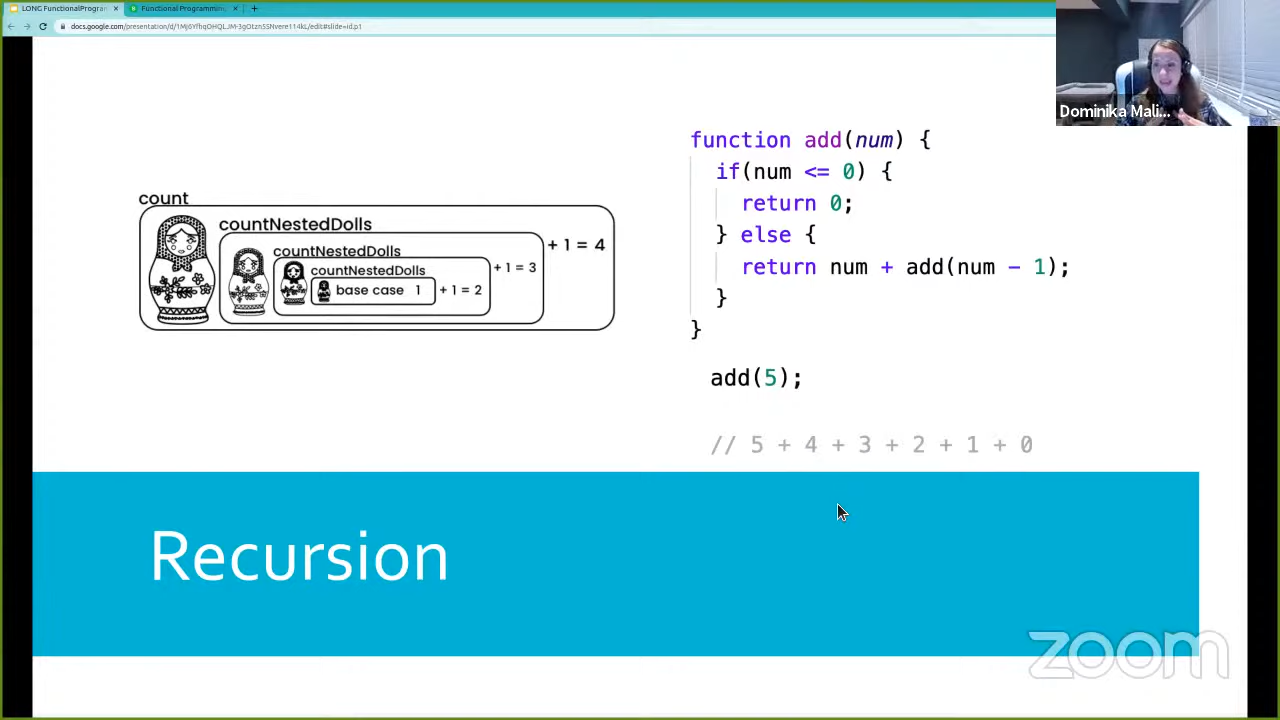 LONG FunctionalProgram
Functional Programming
docs.google.com/presentation/d/1Mj6YfhqOHQLJM-3gOtzn5SNvere114kL/edit#slide=id.p1
Dominika Mali...
count
countNestedDolls
+ 1 = 4
countNestedDolls
+ 1 = 3
countNestedDolls
base case 1
+ 1 = 2
function add(num) {
if(num <= 0) {
return 0;
} else {
return num + add(num - 1);
}
}
add(5);
// 5 + 4 + 3 + 2 + 1 + 0
Recursion
zoom